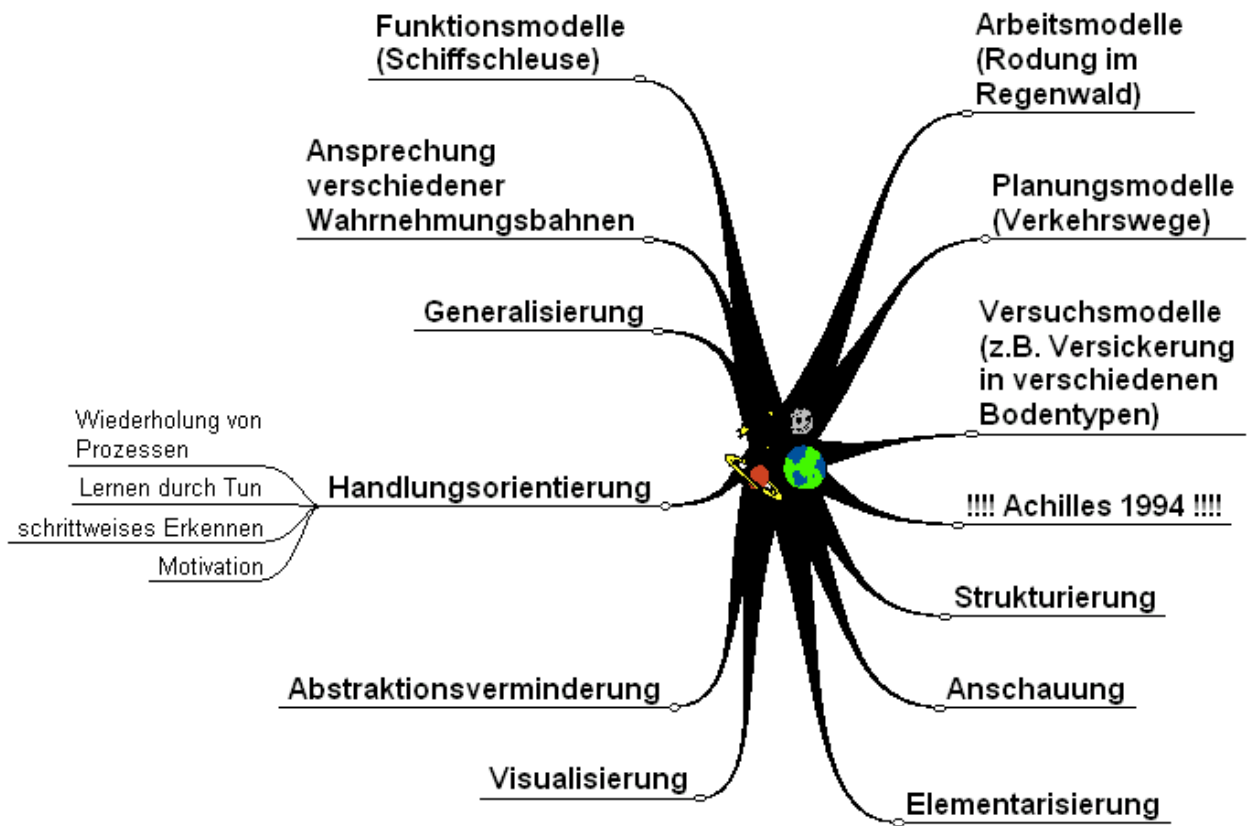 Funktionsmodelle
(Schiffschleuse)
Ansprechung
verschiedener
Wahrnehmungsbahnen
Generalisierung
Handlungsorientierung
Wiederholung von
Prozessen
Lernen durch Tun
schrittweises Erkennen
Motivation
Abstraktionsverminderung
Visualisierung
Arbeitsmodelle
(Rodung im
Regenwald)
Planungsmodelle
(Verkehrswege)
Versuchsmodelle
(z.B. Versickerung
in verschiedenen
Bodentypen)
!!!! Achilles 1994 !!!!
Strukturierung
Anschauung
Elementarisierung